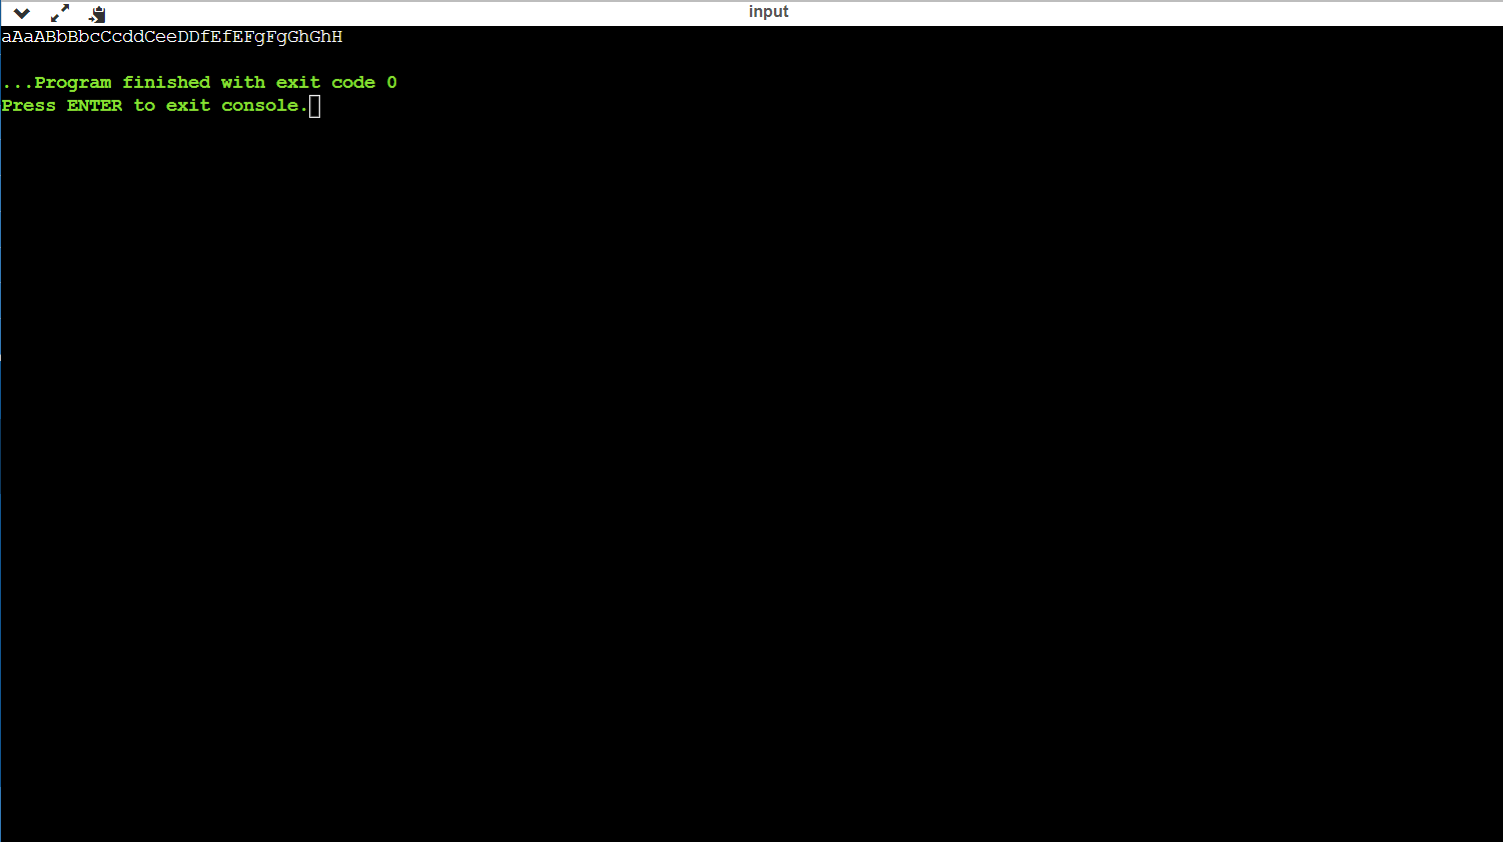 input
aAaABbBbcCcddCeeDDfEfEFgFgGhGhH
...Program finished with exit code 0
Press ENTER to exit console.